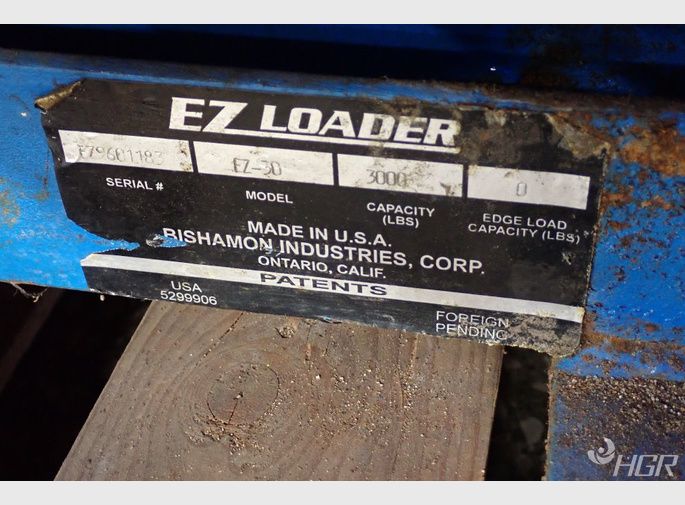 EZ LOADER
EZ9601183 EZ-30 3000 0
SERIAL # MODEL CAPACITY (LBS) EDGE LOAD CAPACITY (LBS)
MADE IN U.S.A.
BISHAMON INDUSTRIES, CORP.
ONTARIO, CALIF.
PATENTS
USA
5299906
FOREIGN
PENDING
HGR